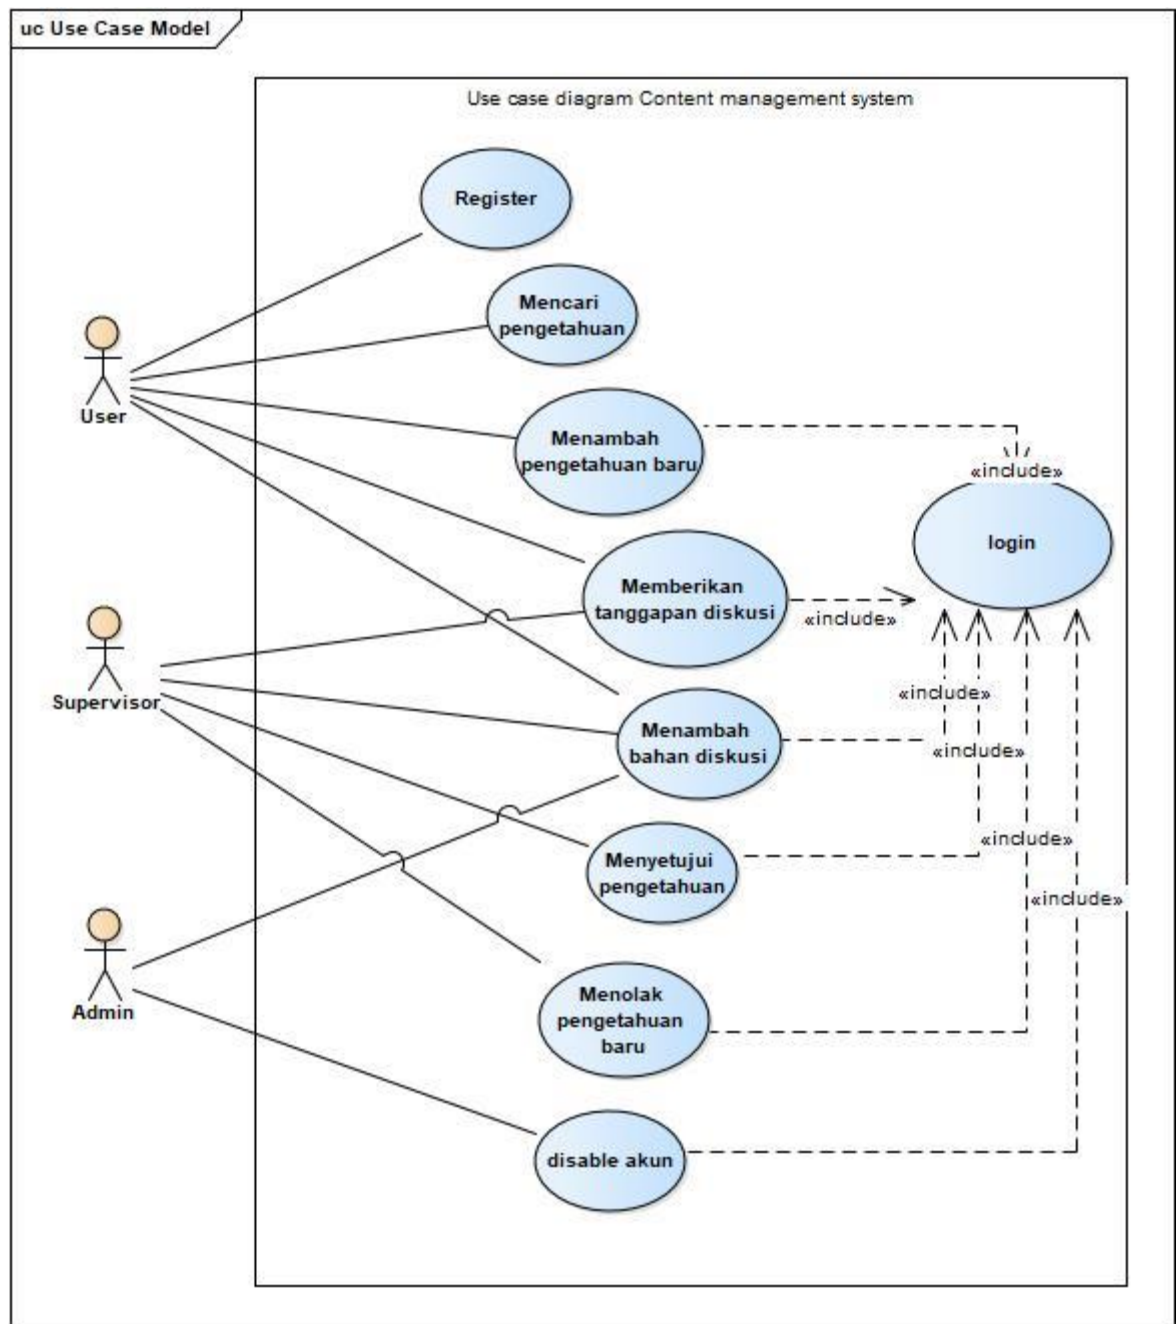 uc Use Case Model
Use case diagram Content management system
Register
Mencari
pengetahuan
User
Menambah
pengetahuan baru
«include»
login
Memberikan
tanggapan diskusi
«include»
Supervisor
«include»
Menambah
bahan diskusi
«include»
Menyetujui
pengetahuan
«include»
«include»
Admin
Menolak
pengetahuan
baru
disable akun